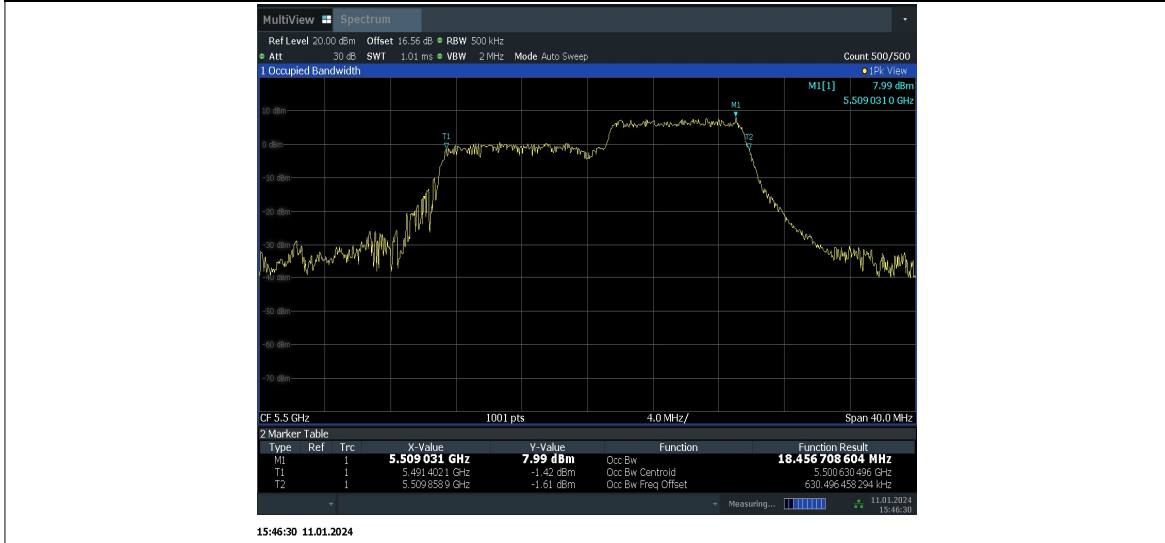 MultiView Spectrum
Ref Level 20.00 dBm Offset 16.56 dB RBW 500 kHz
Att 30 dB SWT 1.01 ms VBW 2 MHz Mode Auto Sweep Count 500/500
1 Occupied Bandwidth 1Pk View
M1[1] 7.99 dBm
5.509 031 0 GHz
10 dBm
M1
T1
T2
0 dBm
-10 dBm
-20 dBm
-30 dBm
-40 dBm
-50 dBm
-60 dBm
-70 dBm
CF 5.5 GHz 1001 pts 4.0 MHz/ Span 40.0 MHz
2 Marker Table
Type Ref Trc X-Value Y-Value Function Function Result
M1 1 5.509 031 GHz 7.99 dBm Occ Bw 18.456 708 604 MHz
T1 1 5.491 402 1 GHz -1.42 dBm Occ Bw Centroid 5.500 630 496 GHz
T2 1 5.509 858 9 GHz -1.61 dBm Occ Bw Freq Offset 630.496 458 294 kHz
Measuring... 11.01.2024
15:46:30
15:46:30 11.01.2024